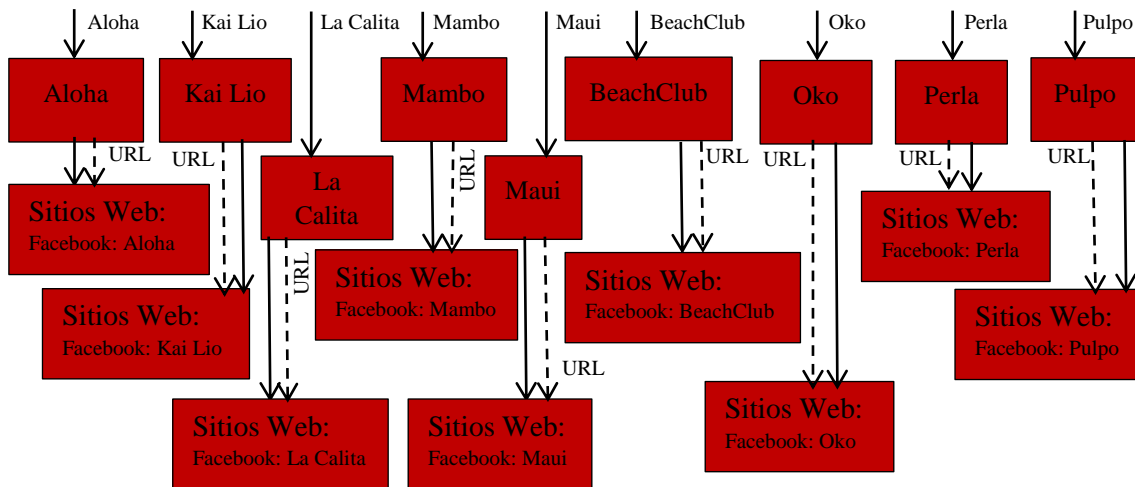 Aloha
Kai Lio
La Calita
Mambo
Maui
BeachClub
Oko
Perla
Pulpo
Aloha
Kai Lio
Mambo
BeachClub
Oko
Perla
Pulpo
URL
URL
URL
URL
URL
URL
URL
La
Calita
Maui
Sitios Web:
Facebook: Aloha
Sitios Web:
Facebook: Perla
Sitios Web:
Facebook: Mambo
Sitios Web:
Facebook: BeachClub
URL
Sitios Web:
Facebook: Kai Lio
Sitios Web:
Facebook: Pulpo
URL
Sitios Web:
Facebook: La Calita
Sitios Web:
Facebook: Maui
Sitios Web:
Facebook: Oko